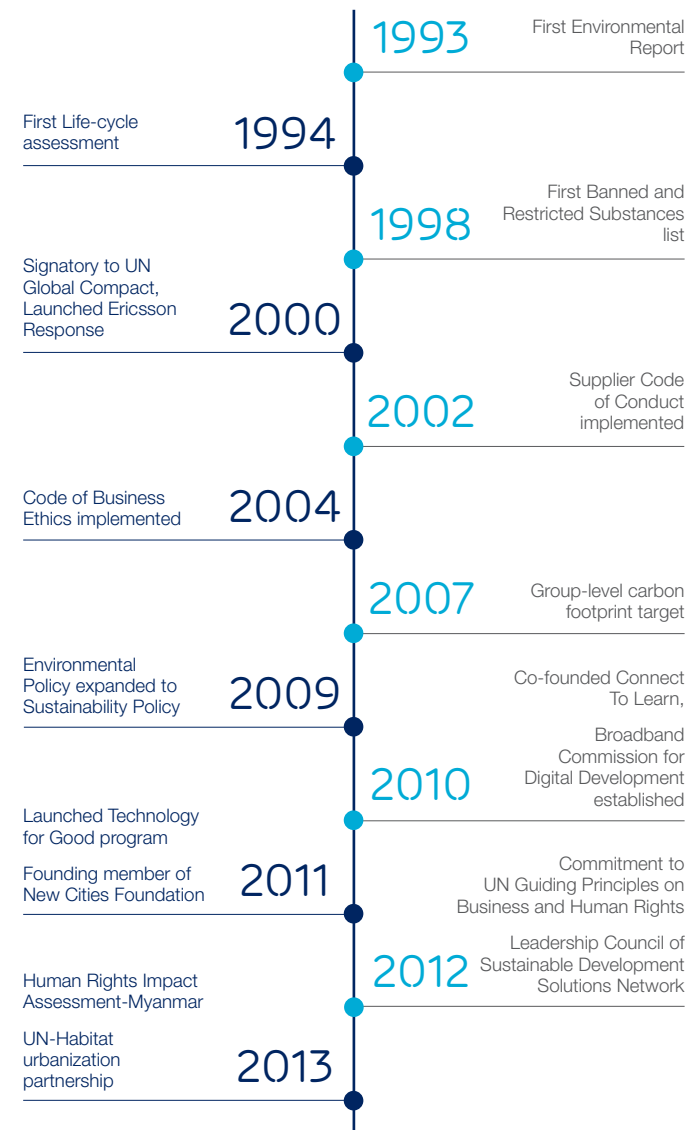 1993
First Environmental
Report
First Life-cycle
assessment
1994
1998
First Banned and
Restricted Substances
list
Signatory to UN
Global Compact,
Launched Ericsson
Response
2000
2002
Supplier Code
of Conduct
implemented
Code of Business
Ethics implemented
2004
2007
Group-level carbon
footprint target
Environmental
Policy expanded to
Sustainability Policy
2009
Co-founded Connect
To Learn,
Broadband
Commission for
Digital Development
established
2010
Launched Technology
for Good program
Founding member of
New Cities Foundation
2011
Commitment to
UN Guiding Principles on
Business and Human Rights
Leadership Council of
Sustainable Development
Solutions Network
2012
Human Rights Impact
Assessment-Myanmar
UN-Habitat
urbanization
partnership
2013